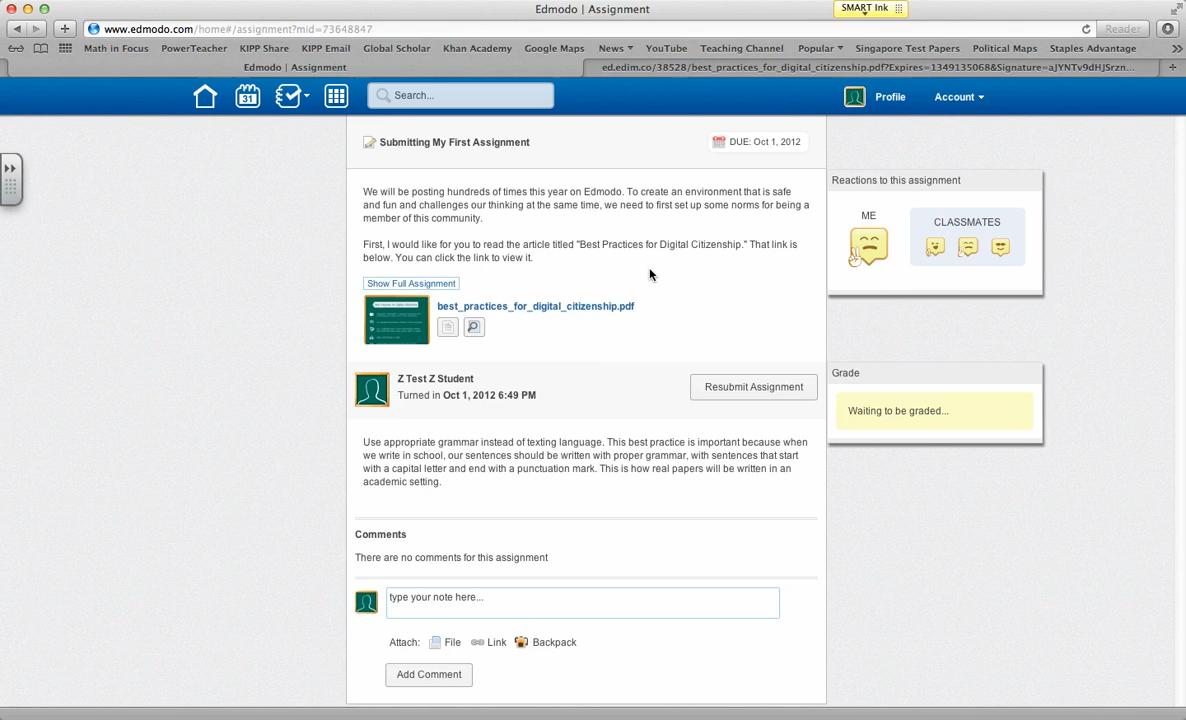 Edmodo | Assignment
SMART Ink
www.edmodo.com/home#/assignment?mid=73648847
Reader
Math in Focus PowerTeacher KIPP Share KIPP Email Global Scholar Khan Academy Google Maps News YouTube Teaching Channel Popular Singapore Test Papers Political Maps Staples Advantage
Edmodo | Assignment
ed.edim.co/38528/best_practices_for_digital_citizenship.pdf?Expires=1349135068&Signature=aJYNTv9dHJSrzn...
31
Search...
Profile
Account
Submitting My First Assignment
DUE: Oct 1, 2012
We will be posting hundreds of times this year on Edmodo. To create an environment that is safe
and fun and challenges our thinking at the same time, we need to first set up some norms for being a
member of this community.
First, I would like for you to read the article titled "Best Practices for Digital Citizenship." That link is
below. You can click the link to view it.
Show Full Assignment
best_practices_for_digital_citizenship.pdf
Reactions to this assignment
ME
CLASSMATES
Z Test Z Student
Turned in Oct 1, 2012 6:49 PM
Resubmit Assignment
Grade
Waiting to be graded...
Use appropriate grammar instead of texting language. This best practice is important because when
we write in school, our sentences should be written with proper grammar, with sentences that start
with a capital letter and end with a punctuation mark. This is how real papers will be written in an
academic setting.
Comments
There are no comments for this assignment
type your note here...
Attach: File Link Backpack
Add Comment